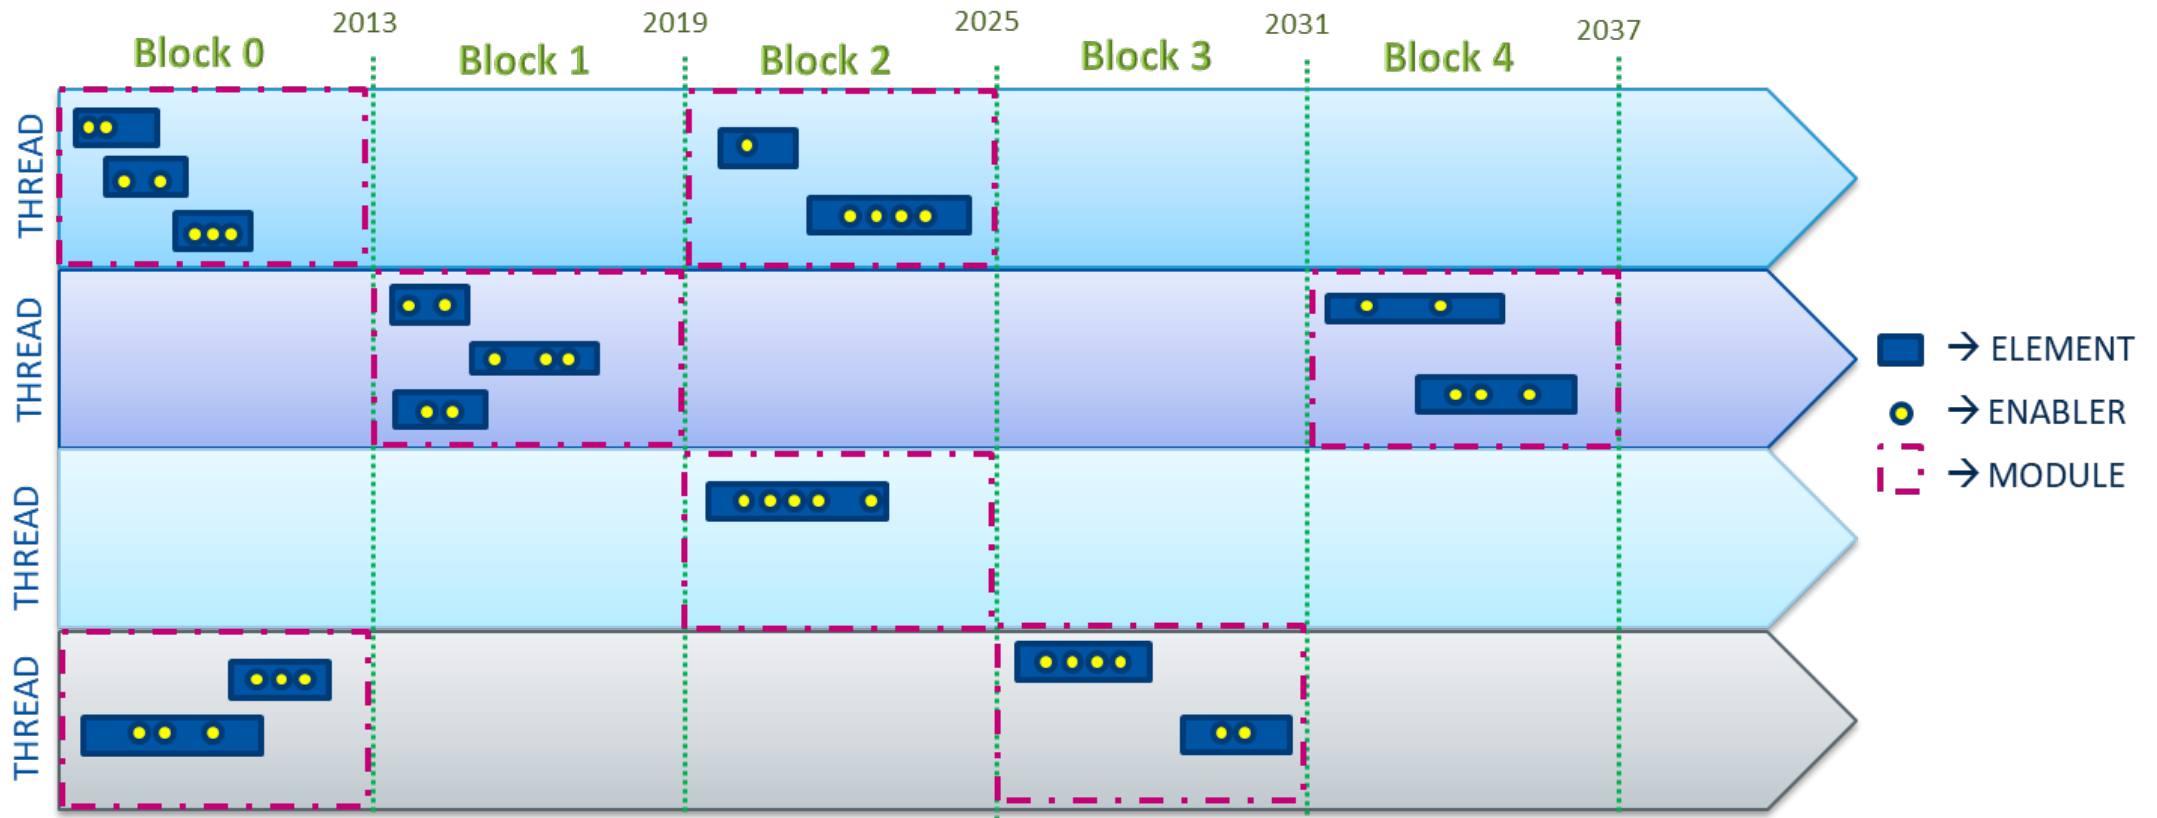 2013
2019
2025
2031
2037
Block 0
Block 1
Block 2
Block 3
Block 4
THREAD
THREAD
THREAD
THREAD
→ ELEMENT
→ ENABLER
→ MODULE